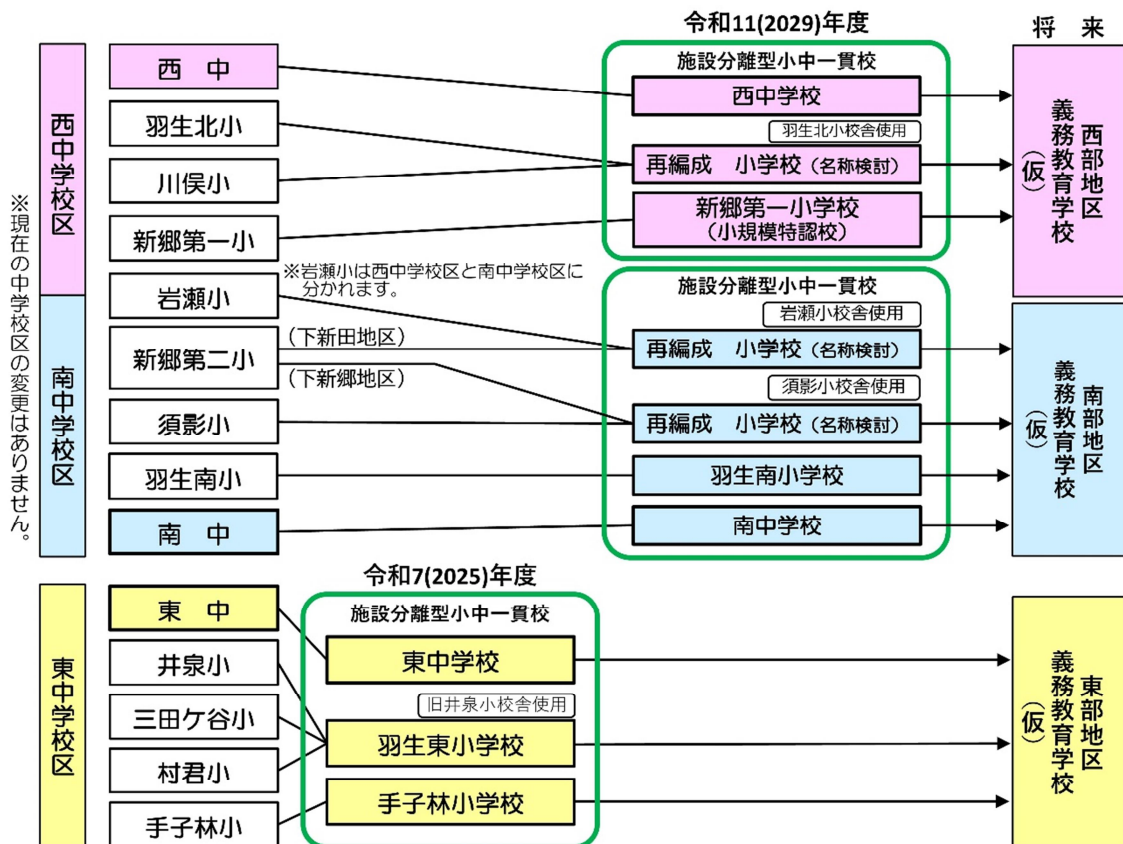 令和11(2029)年度
将　来
西中学校区
西　中
羽生北小
川俣小
新郷第一小
施設分離型小中一貫校
西中学校
羽生北小校舎使用
再編成　小学校（名称検討）
新郷第一小学校
（小規模特認校）
西部地区
義務教育学校
（仮）
※現在の中学校区の変更はありません。
南中学校区
岩瀬小
※岩瀬小は西中学校区と南中学校区に
分かれます。
新郷第二小
（下新田地区）
（下新郷地区）
須影小
羽生南小
南　中
施設分離型小中一貫校
岩瀬小校舎使用
再編成　小学校（名称検討）
須影小校舎使用
再編成　小学校（名称検討）
羽生南小学校
南中学校
南部地区
義務教育学校
（仮）
令和7(2025)年度
東中学校区
東　中
井泉小
三田ケ谷小
村君小
手子林小
施設分離型小中一貫校
東中学校
旧井泉小校舎使用
羽生東小学校
手子林小学校
東部地区
義務教育学校
（仮）